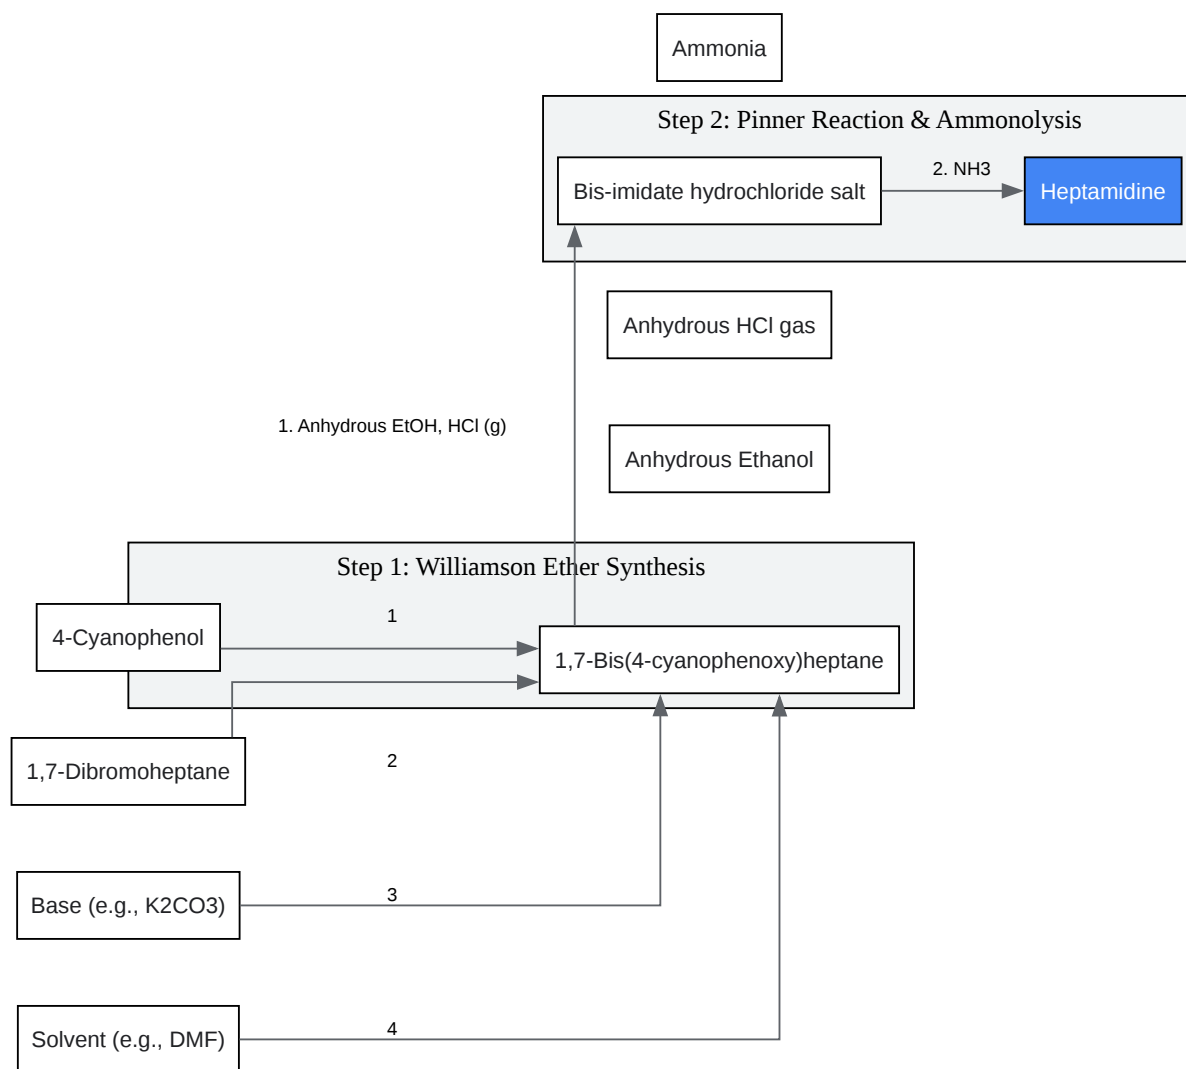 Ammonia
Step 2: Pinner Reaction & Ammonolysis
Bis-imidate hydrochloride salt
2. NH3
Heptamidine
Anhydrous HCl gas
1. Anhydrous EtOH, HCl (g)
Anhydrous Ethanol
Step 1: Williamson Ether Synthesis
4-Cyanophenol
1
1,7-Bis(4-cyanophenoxy)heptane
1,7-Dibromoheptane
2
Base (e.g., K2CO3)
3
Solvent (e.g., DMF)
4